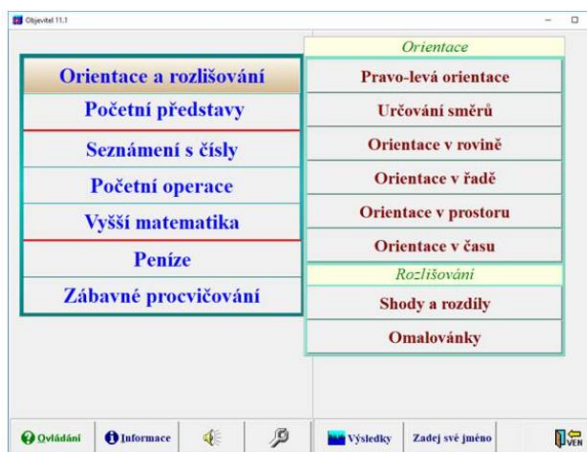 Objevitel 11.1
Orientace a rozlišování
Početní představy
Seznámení s čísly
Početní operace
Vyšší matematika
Peníze
Zábavné procvičování
Orientace
Pravo-levá orientace
Určování směrů
Orientace v rovině
Orientace v řadě
Orientace v prostoru
Orientace v času
Rozlišování
Shody a rozdíly
Omalovánky
Ovládání
Informace
Výsledky
Zadej své jméno
VEN